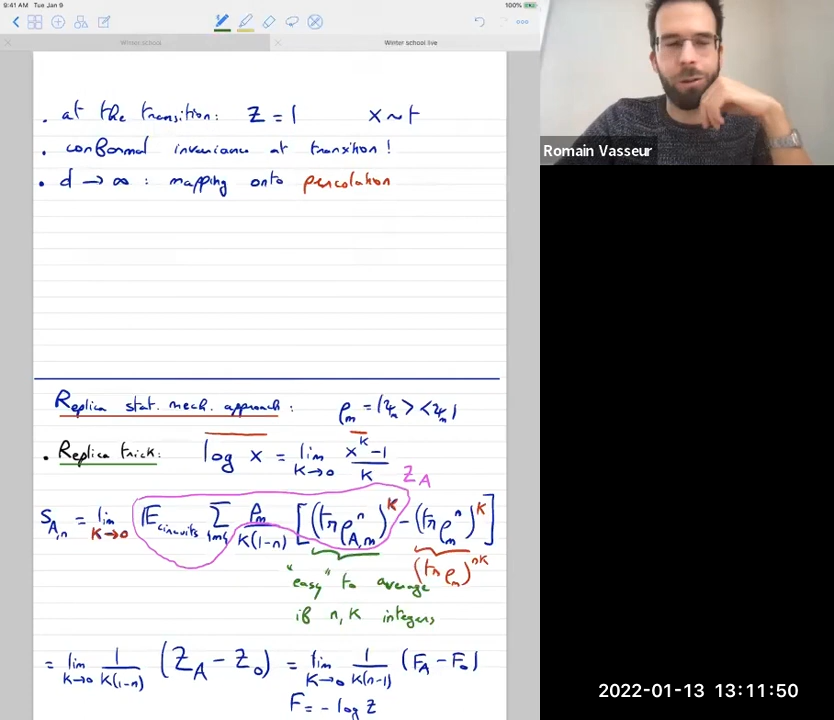 9:41 AM Tue Jan 9
100%
Winter school
Winter school live
Romain Vasseur
. at the transition: Z = 1 x ~ t
. conformal invariance at transition!
. d → ∞ : mapping onto percolation
Replica stat. mech. approach: ρ_m = |ψ_m> <ψ_m|
. Replica trick: log x = lim_{K→0} (x^K - 1)/K
Z_A
S_{A,n} = lim_{K→0} E_circuits Σ_{m} p_m/(K(1-n)) [(tr ρ_{A,m}^n)^K - (tr ρ_m^n)^K]
(tr ρ_m)^{nK}
"easy" to average
if n, K integers
= lim_{K→0} 1/(K(1-n)) (Z_A - Z_0) = lim_{K→0} 1/(K(n-1)) (F_A - F_0)
F = - log Z
2022-01-13 13:11:50